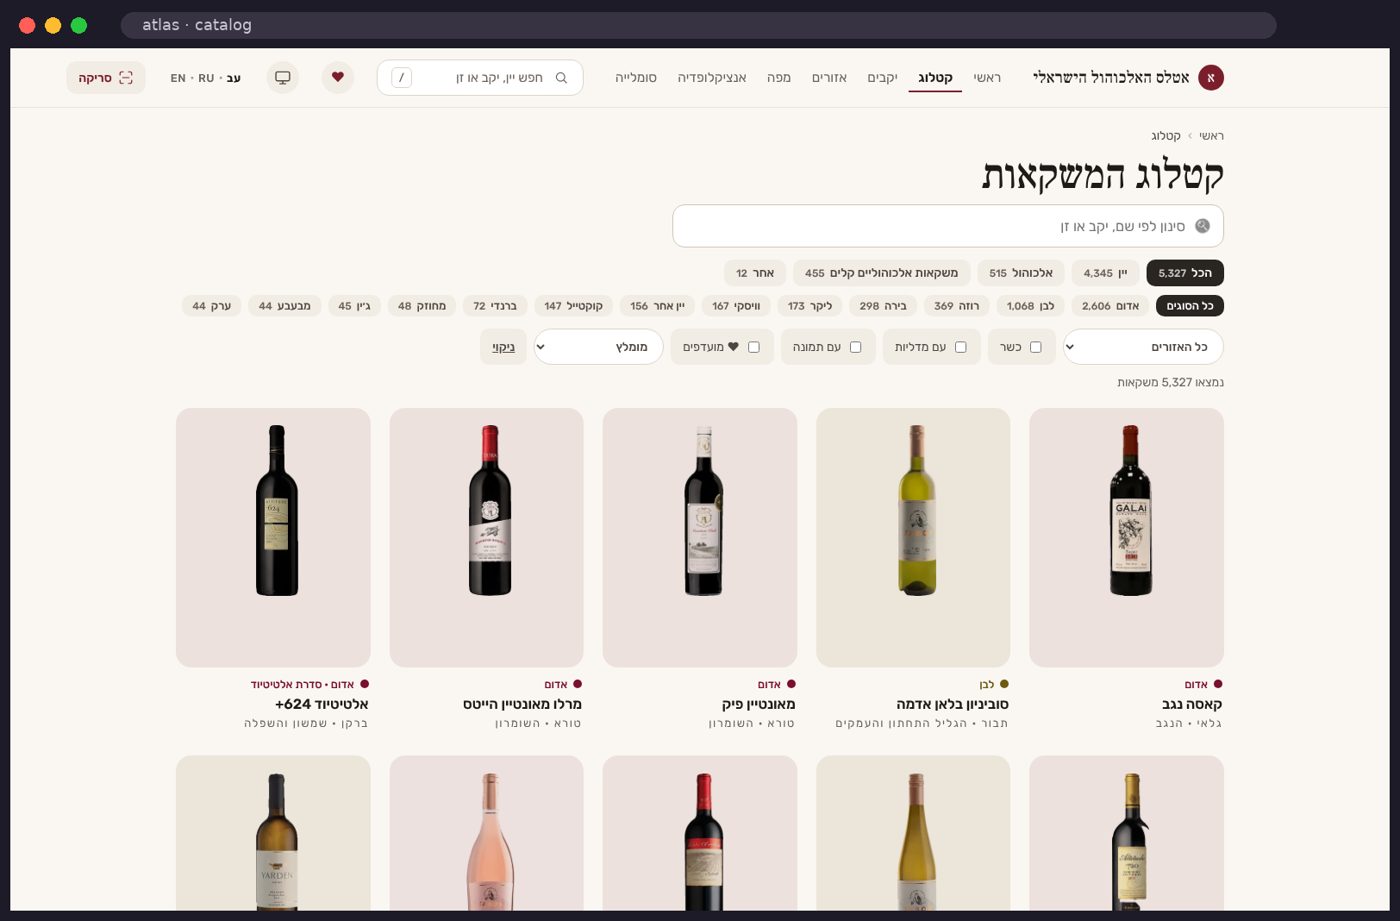 atlas · catalog
א אטלס האלכוהול הישראלי ראשי קטלוג יקבים אזורים מפה אנציקלופדיה סומלייה חפש יין, יקב או זן / עב · EN · RU סריקה
ראשי › קטלוג
קטלוג המשקאות
סינון לפי שם, יקב או זן
הכל 5,327 יין 4,345 אלכוהול 515 משקאות אלכוהוליים קלים 455 אחר 12
כל הסוגים אדום 2,606 לבן 1,068 רוזה 369 בירה 298 ליקר 173 וויסקי 167 יין אחר 156 קוקטייל 147 ברנדי 72 מחוזק 48 ג׳ין 45 מבעבע 44 ערק 44
כל האזורים כשר עם מדליות עם תמונה ♥ מועדפים מומלץ ניקוי
נמצאו 5,327 משקאות
GALAI
624
אדום
קאסה נגב
גלאי • הנגב
לבן
סוביניון בלאן אדמה
תבור • הגליל התחתון והעמקים
אדום
מאונטיין פיק
טורא • השומרון
אדום
מרלו מאונטיין הייטס
טורא • השומרון
אדום • סדרת אלטיטיוד
אלטיטיוד 624+
ברקן • שמשון והשפלה
YARDEN